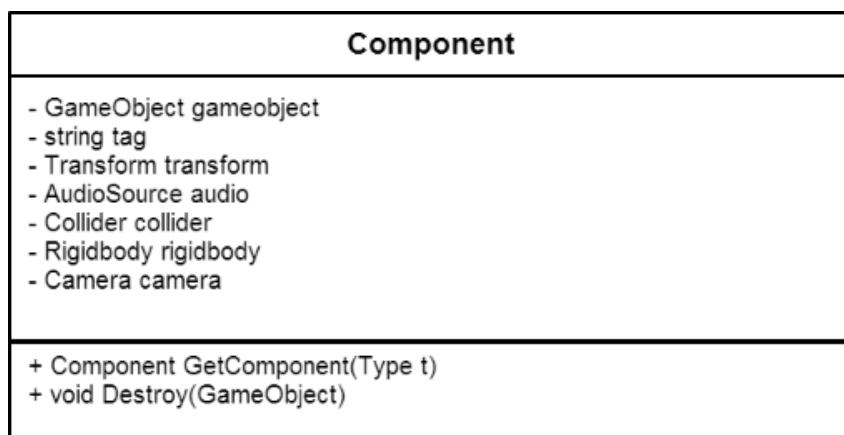 Component
- GameObject gameobject
- string tag
- Transform transform
- AudioSource audio
- Collider collider
- Rigidbody rigidbody
- Camera camera
+ Component GetComponent(Type t)
+ void Destroy(GameObject)